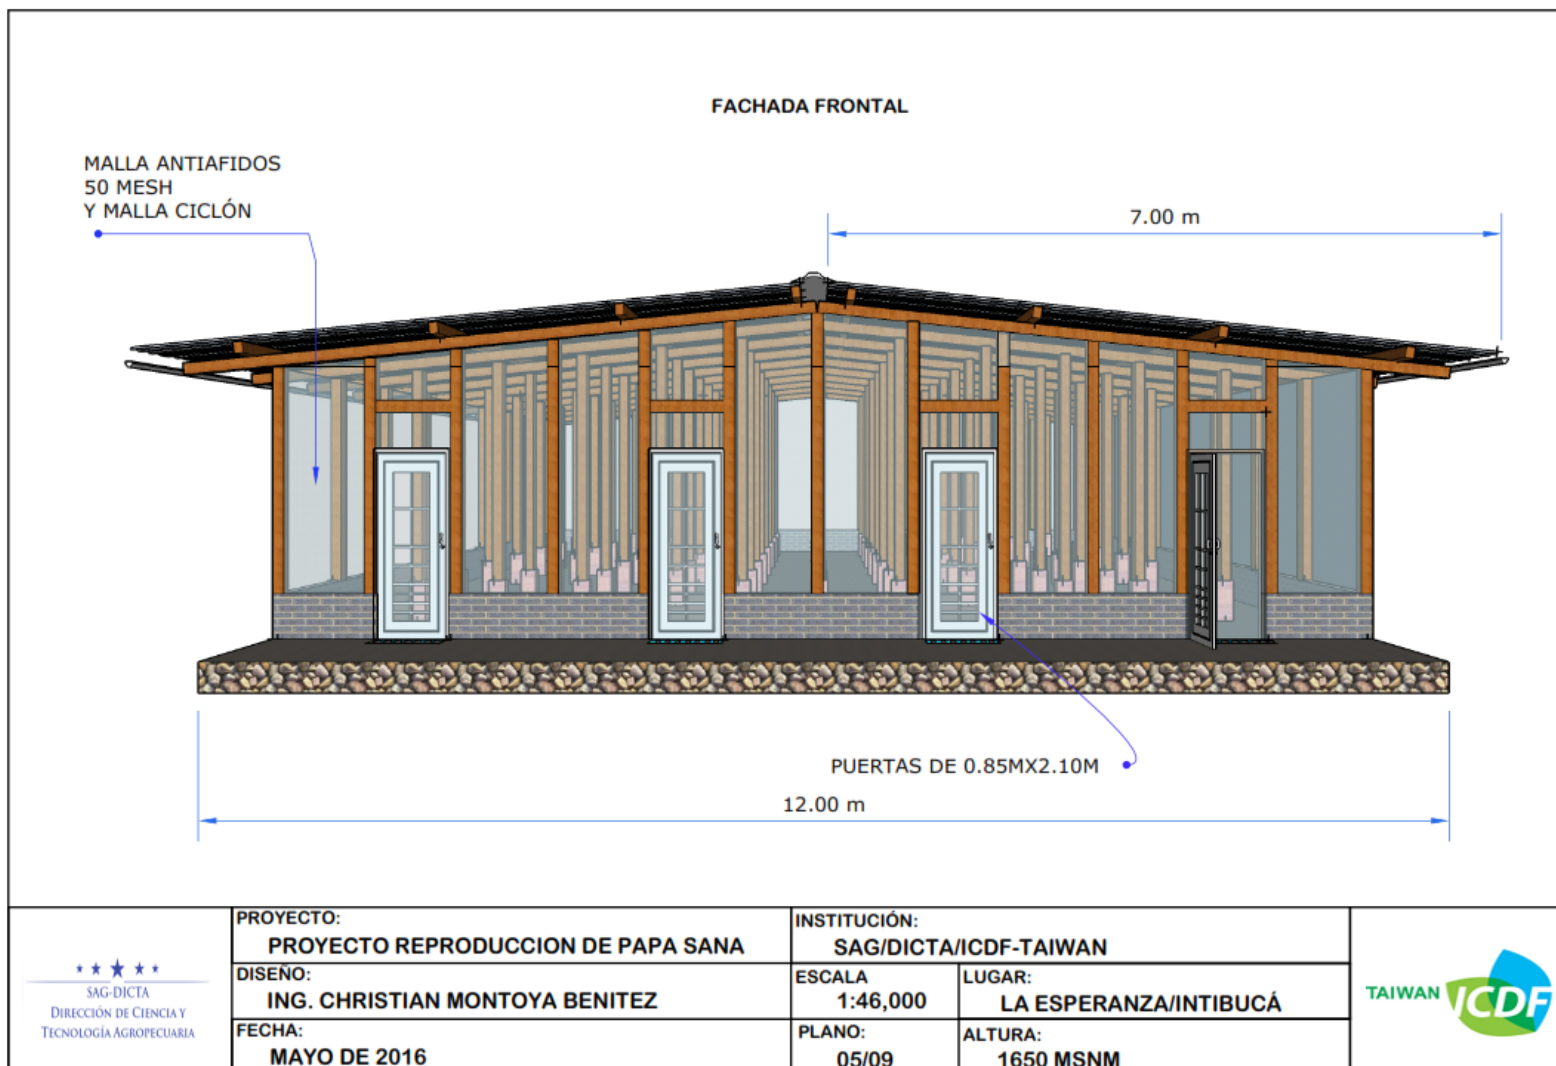 FACHADA FRONTAL
MALLA ANTIAFIDOS
50 MESH
Y MALLA CICLÓN
7.00 m
PUERTAS DE 0.85MX2.10M
12.00 m
SAG-DICTA
DIRECCIÓN DE CIENCIA Y
TECNOLOGÍA AGROPECUARIA
PROYECTO:
PROYECTO REPRODUCCION DE PAPA SANA
DISEÑO:
ING. CHRISTIAN MONTOYA BENITEZ
FECHA:
MAYO DE 2016
INSTITUCIÓN:
SAG/DICTA/ICDF-TAIWAN
ESCALA
1:46,000
LUGAR:
LA ESPERANZA/INTIBUCÁ
PLANO:
05/09
ALTURA:
1650 MSNM
TAIWAN ICDF